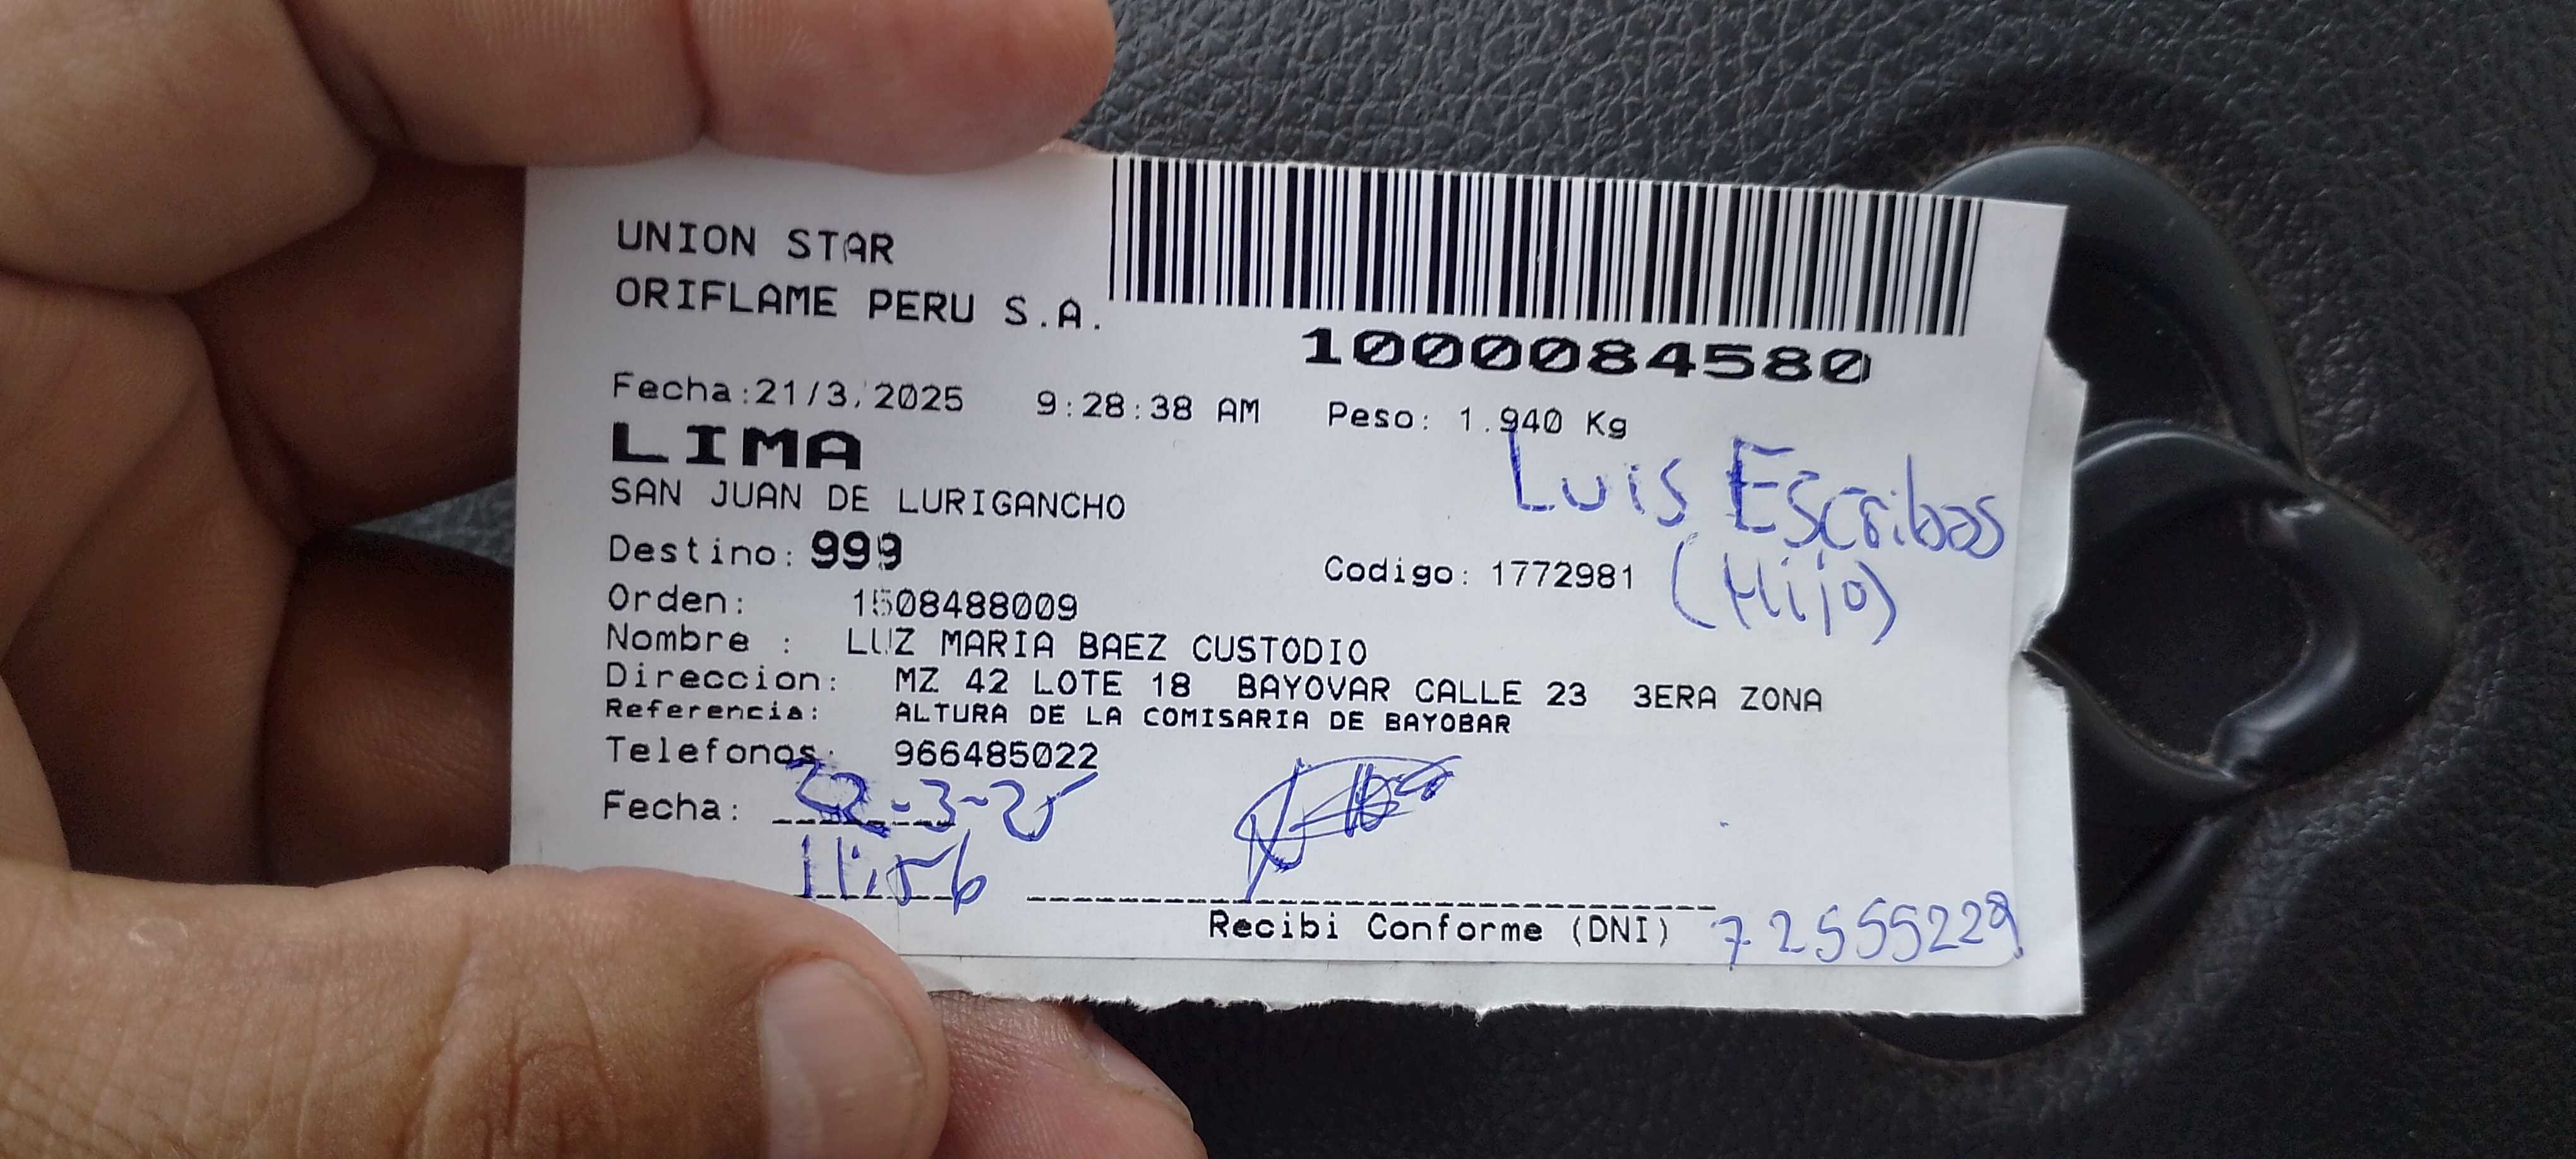 UNION STAR
ORIFLAME PERU S.A.
1000084580
Fecha:21/3/2025 9:28:38 AM Peso: 1.940 Kg
LIMA
Luis Escribas
SAN JUAN DE LURIGANCHO
(Hijo)
Destino: 999
Codigo: 1772981
Orden: 1508488009
Nombre : LUZ MARIA BAEZ CUSTODIO
Direccion: MZ 42 LOTE 18 BAYOVAR CALLE 23 3ERA ZONA
Referencia: ALTURA DE LA COMISARIA DE BAYOBAR
Telefonos: 966485022
Fecha: 22-3-25
11:56
Recibi Conforme (DNI) 72555229